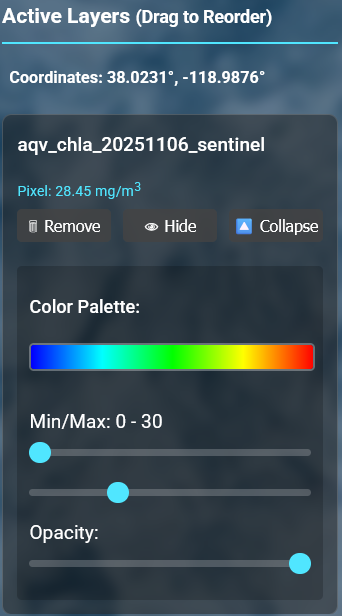 Active Layers (Drag to Reorder)
Coordinates: 38.0231°, -118.9876°
aqv_chla_20251106_sentinel
Pixel: 28.45 mg/m³
Remove Hide Collapse
Color Palette:
Min/Max: 0 - 30
Opacity: